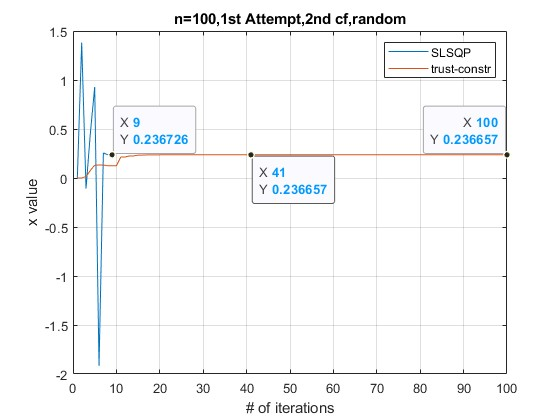 n=100,1st Attempt,2nd cf,random
SLSQP
trust-constr
X 9
Y 0.236726
X 41
Y 0.236657
X 100
Y 0.236657
x value
1.5
1
0.5
0
-0.5
-1
-1.5
-2
0 10 20 30 40 50 60 70 80 90 100
# of iterations